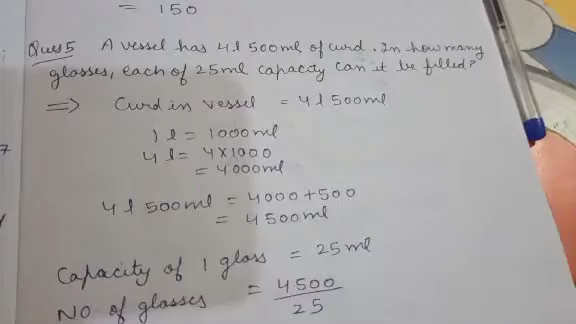 = 150
Ques 5 A vessel has 4l 500ml of curd. In how many
glasses, each of 25ml capacity can it be filled?
=> Curd in vessel = 4l 500ml
1l = 1000ml
4l = 4×1000
= 4000ml
4l 500ml = 4000+500
= 4500ml
Capacity of 1 glass = 25ml
No of glasses = 4500
25
7